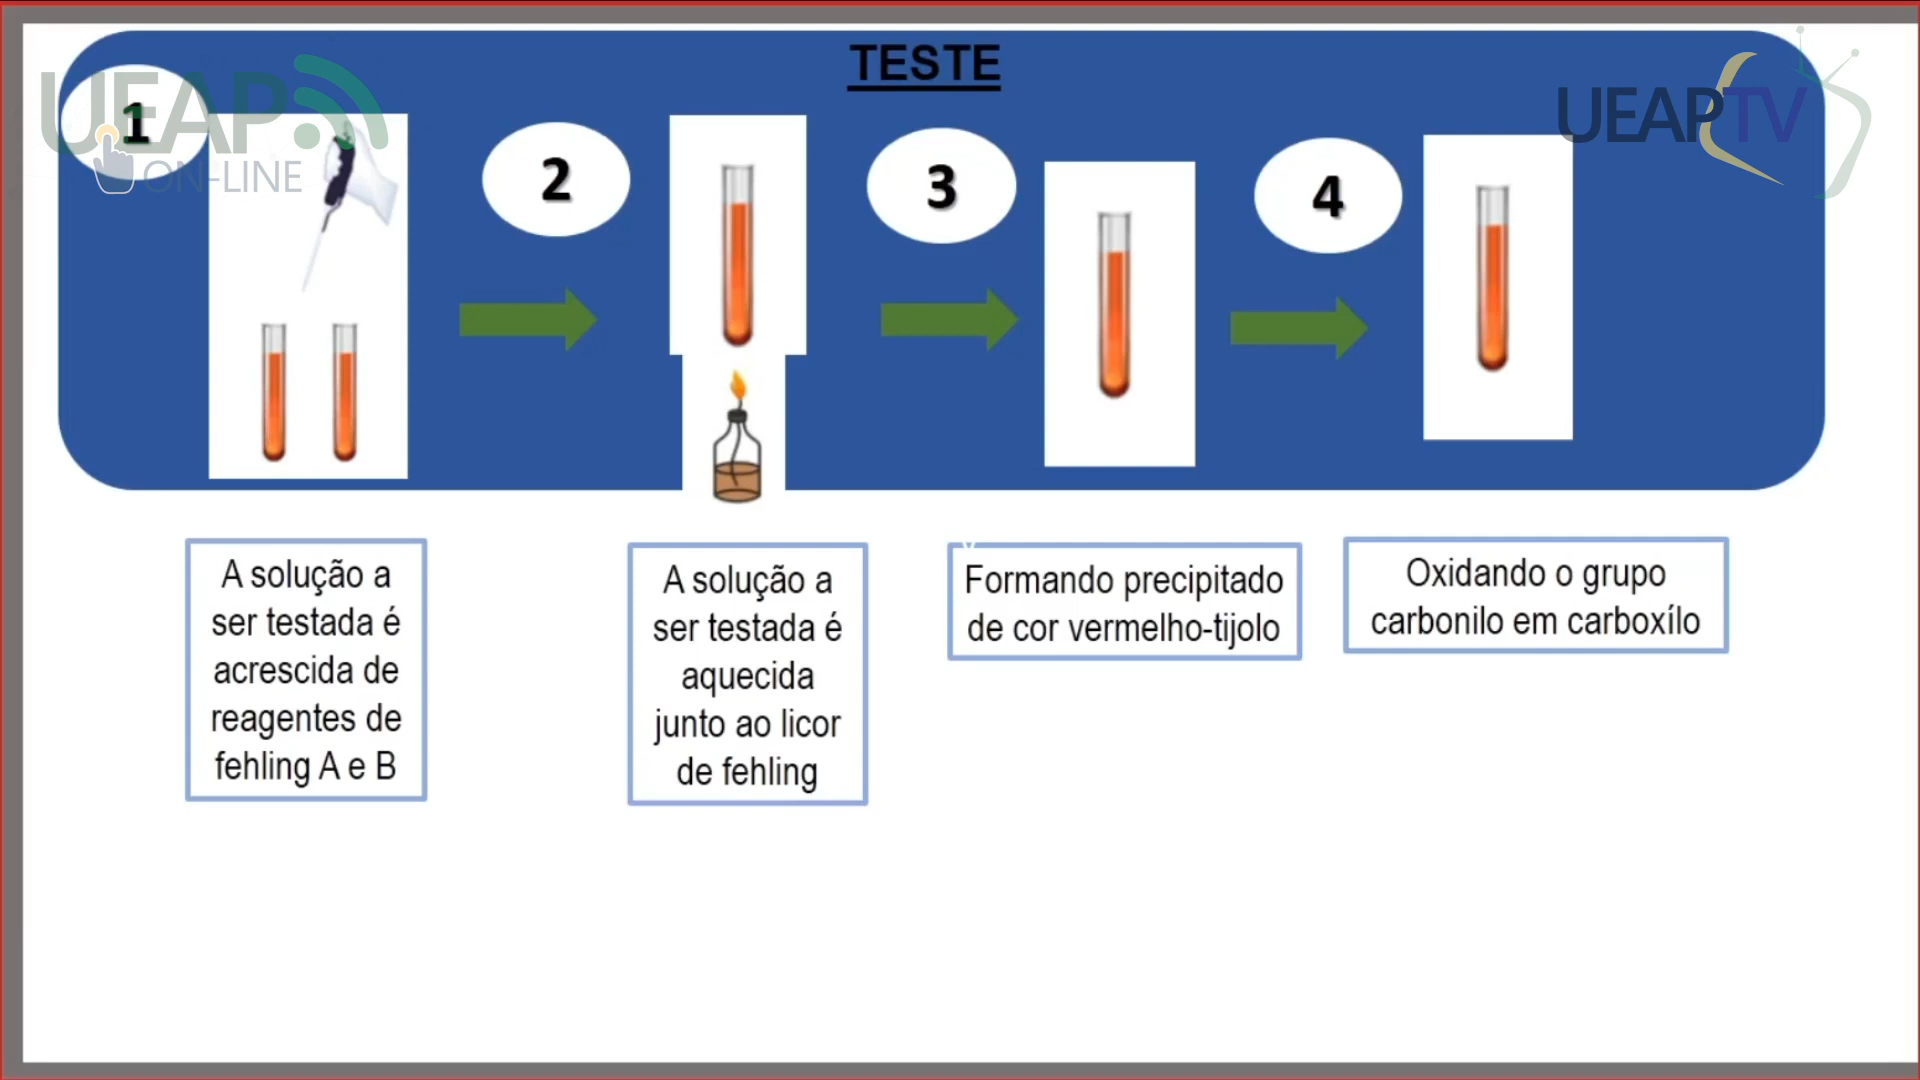 TESTE
UEAP
ON-LINE
UEAPTV
1
2
3
4
A solução a
ser testada é
acrescida de
reagentes de
fehling A e B
A solução a
ser testada é
aquecida
junto ao licor
de fehling
Formando precipitado
de cor vermelho-tijolo
Oxidando o grupo
carbonilo em carboxílo